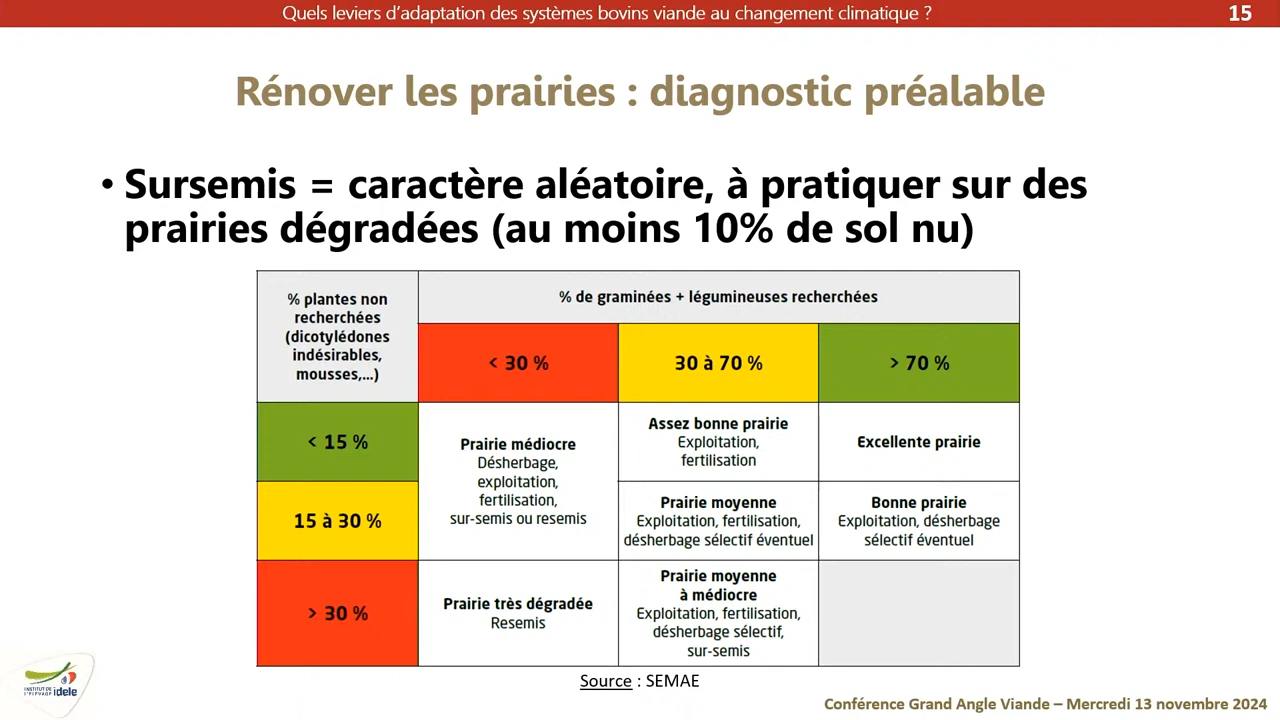 Quels leviers d'adaptation des systèmes bovins viande au changement climatique ?
15
Rénover les prairies : diagnostic préalable
• Sursemis = caractère aléatoire, à pratiquer sur des
prairies dégradées (au moins 10% de sol nu)
% plantes non
recherchées
(dicotylédones
indésirables,
mousses,...)
% de graminées + légumineuses recherchées
< 30 %
30 à 70 %
> 70 %
< 15 %
Prairie médiocre
Désherbage,
exploitation,
fertilisation,
sur-semis ou resemis
Assez bonne prairie
Exploitation,
fertilisation
Excellente prairie
15 à 30 %
Prairie moyenne
Exploitation, fertilisation,
désherbage sélectif éventuel
Bonne prairie
Exploitation, désherbage
sélectif éventuel
> 30 %
Prairie très dégradée
Resemis
Prairie moyenne
à médiocre
Exploitation, fertilisation,
désherbage sélectif,
sur-semis
Source : SEMAE
INSTITUT DE
L'ÉLEVAGE idele
Conférence Grand Angle Viande – Mercredi 13 novembre 2024